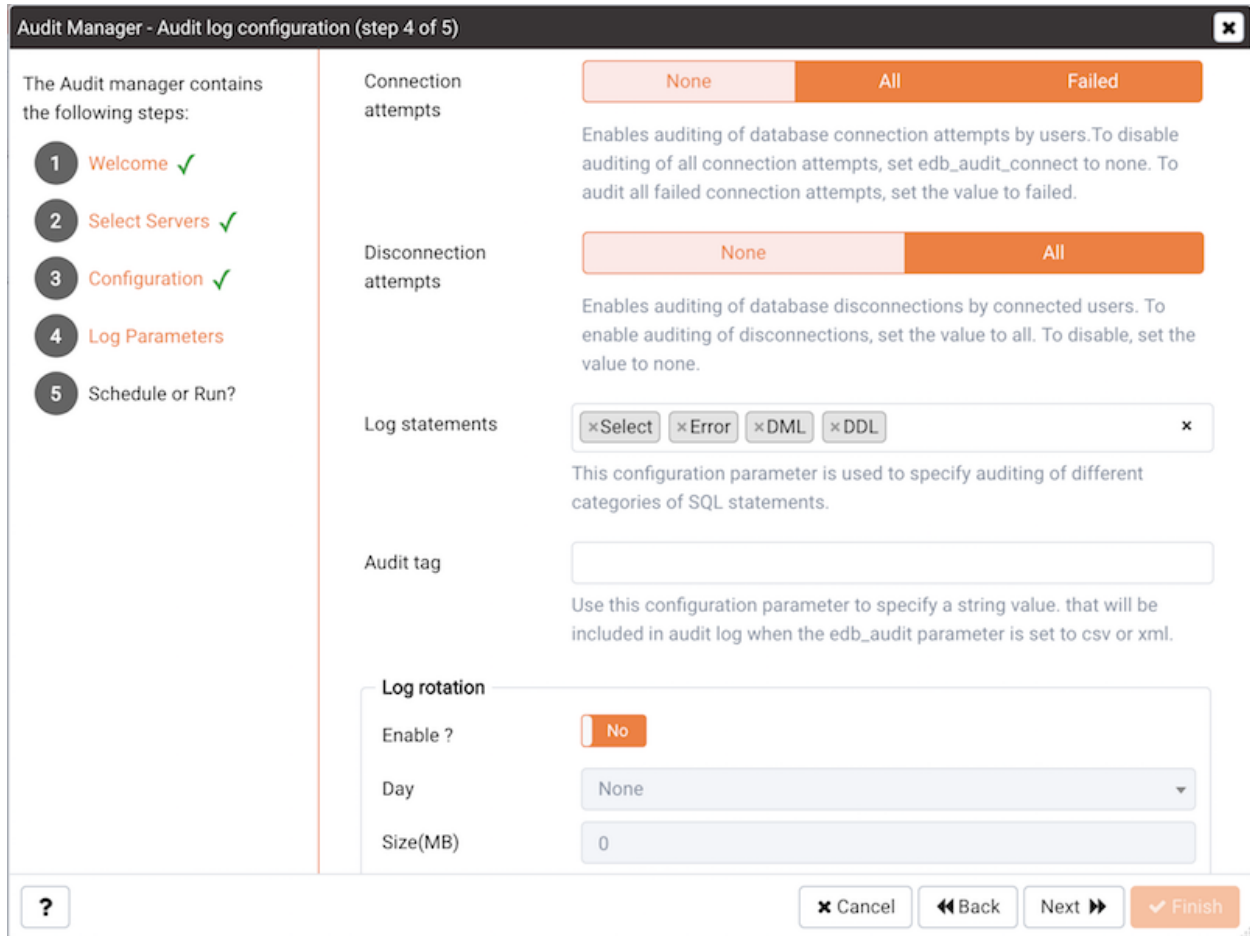 Audit Manager - Audit log configuration (step 4 of 5)
The Audit manager contains
the following steps:
1 Welcome
2 Select Servers
3 Configuration
4 Log Parameters
5 Schedule or Run?
Connection
attempts
None All Failed
Enables auditing of database connection attempts by users.To disable
auditing of all connection attempts, set edb_audit_connect to none. To
audit all failed connection attempts, set the value to failed.
Disconnection
attempts
None All
Enables auditing of database disconnections by connected users. To
enable auditing of disconnections, set the value to all. To disable, set the
value to none.
Log statements
×Select ×Error ×DML ×DDL ×
This configuration parameter is used to specify auditing of different
categories of SQL statements.
Audit tag
Use this configuration parameter to specify a string value. that will be
included in audit log when the edb_audit parameter is set to csv or xml.
Log rotation
Enable ? No
Day None
Size(MB) 0
? Cancel Back Next Finish